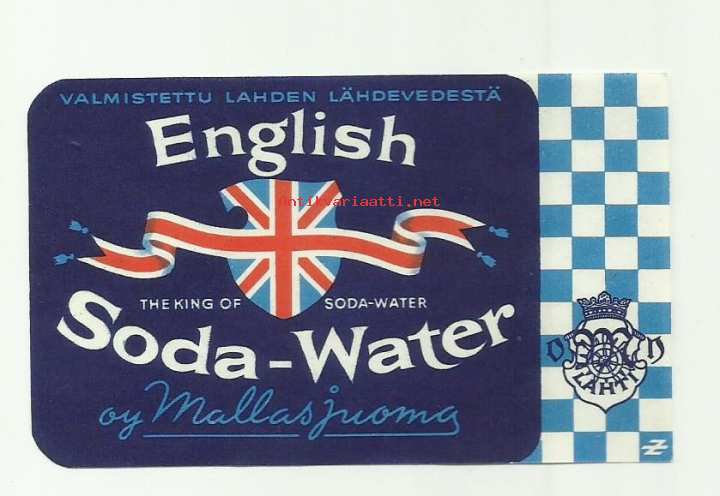 VALMISTETTU LAHDEN LÄHDEVEDESTÄ
English
Antikvariaatti.net
THE KING OF SODA-WATER
Soda-Water
oy Mallasjuoma
LAHTI